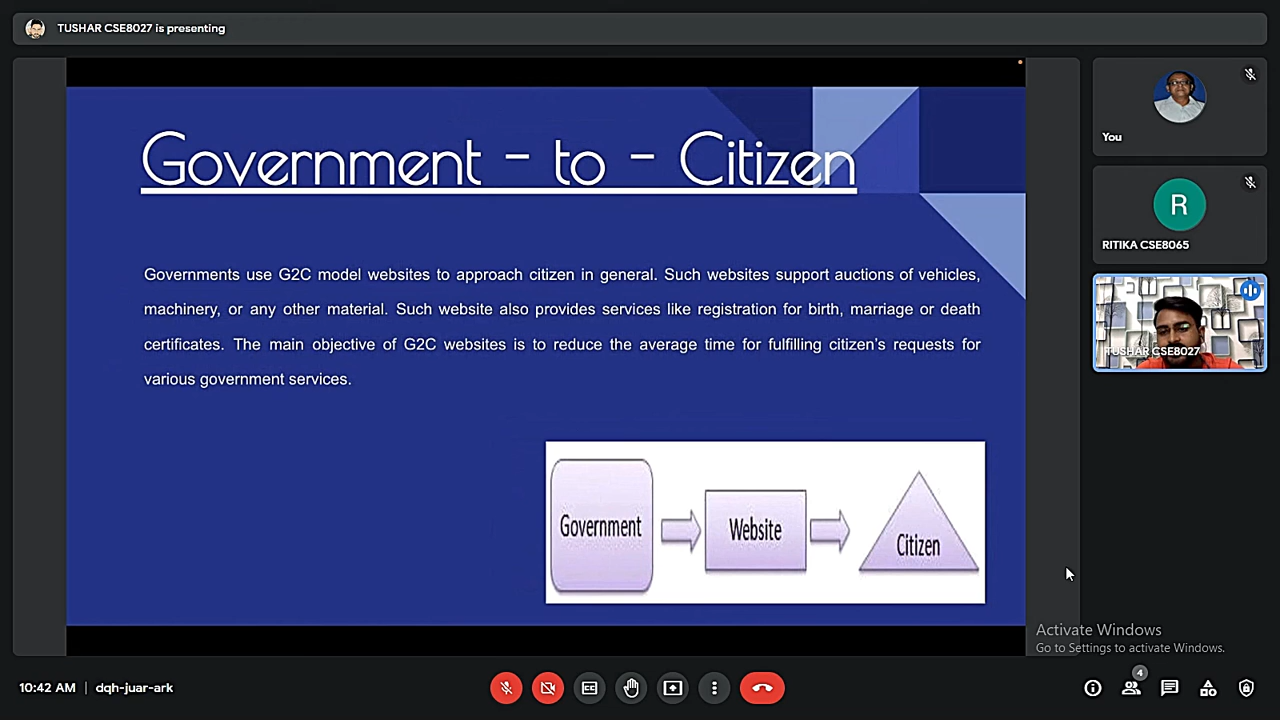 TUSHAR CSE8027 is presenting
Government - to - Citizen
Governments use G2C model websites to approach citizen in general. Such websites support auctions of vehicles,
machinery, or any other material. Such website also provides services like registration for birth, marriage or death
certificates. The main objective of G2C websites is to reduce the average time for fulfilling citizen's requests for
various government services.
Government
Website
Citizen
You
R
RITIKA CSE8065
TUSHAR CSE8027
Activate Windows
Go to Settings to activate Windows.
10:42 AM | dqh-juar-ark
CC
4